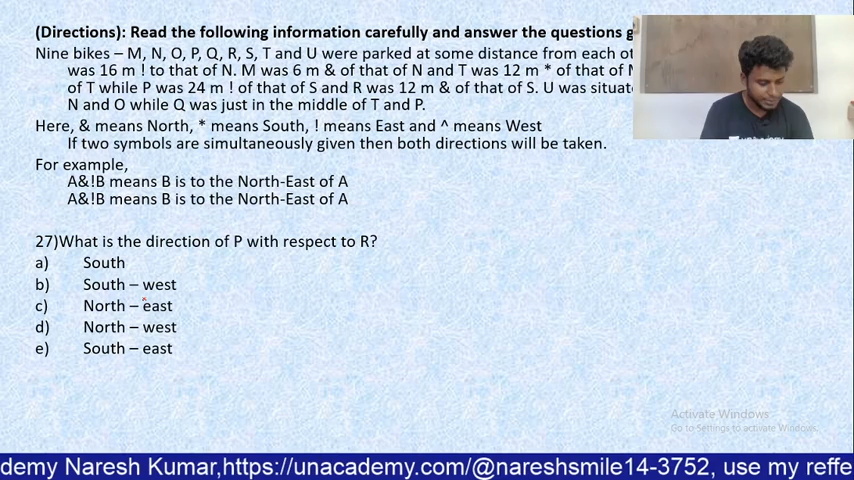 (Directions): Read the following information carefully and answer the questions
Nine bikes – M, N, O, P, Q, R, S, T and U were parked at some distance from each
was 16 m ! to that of N. M was 6 m & of that of N and T was 12 m * of that of
of T while P was 24 m ! of that of S and R was 12 m & of that of S. U was
N and O while Q was just in the middle of T and P.
Here, & means North, * means South, ! means East and ^ means West
If two symbols are simultaneously given then both directions will be taken.
For example,
A&!B means B is to the North-East of A
A&!B means B is to the North-East of A
27)What is the direction of P with respect to R?
a) South
b) South – west
c) North – east
d) North – west
e) South – east
Activate Windows
Go to Settings to activate Windows.
demy Naresh Kumar,https://unacademy.com/@nareshsmile14-3752, use my reffe